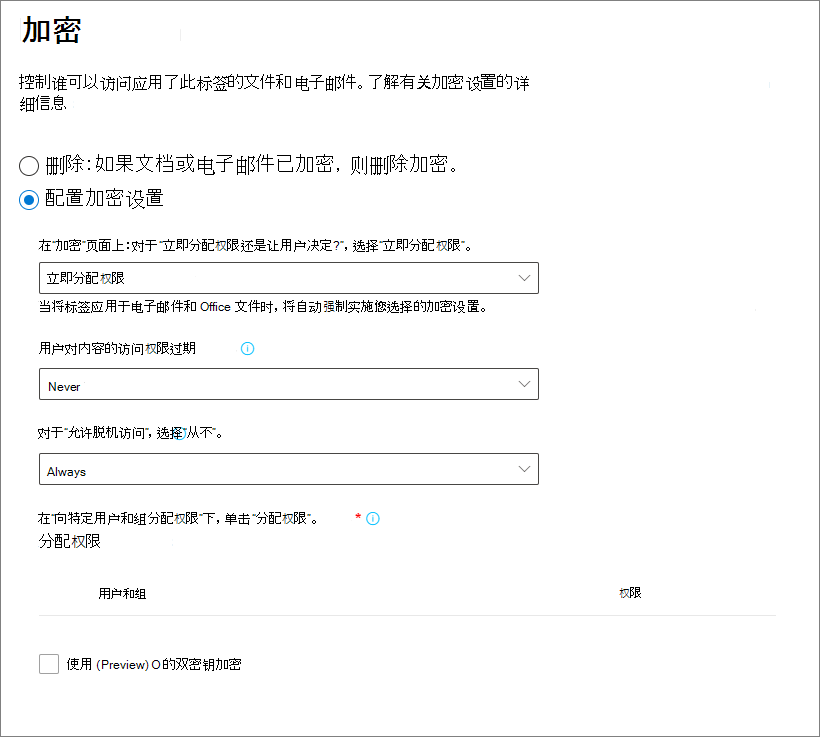 加密
控制谁可以访问应用了此标签的文件和电子邮件。了解有关加密设置的详
细信息
删除:如果文档或电子邮件已加密, 则删除加密。
配置加密设置
在"加密"页面上:对于"立即分配权限还是让用户决定?", 选择"立即分配权限"。
立即分配权限
当将标签应用于电子邮件和 Office 文件时, 将自动强制实施您选择的加密设置。
用户对内容的访问权限过期
Never
对于"允许脱机访问", 选择"从不"。
Always
在"向特定用户和组分配权限"下, 单击"分配权限"。 *
分配权限
用户和组 权限
使用 (Preview) O的双密钥加密